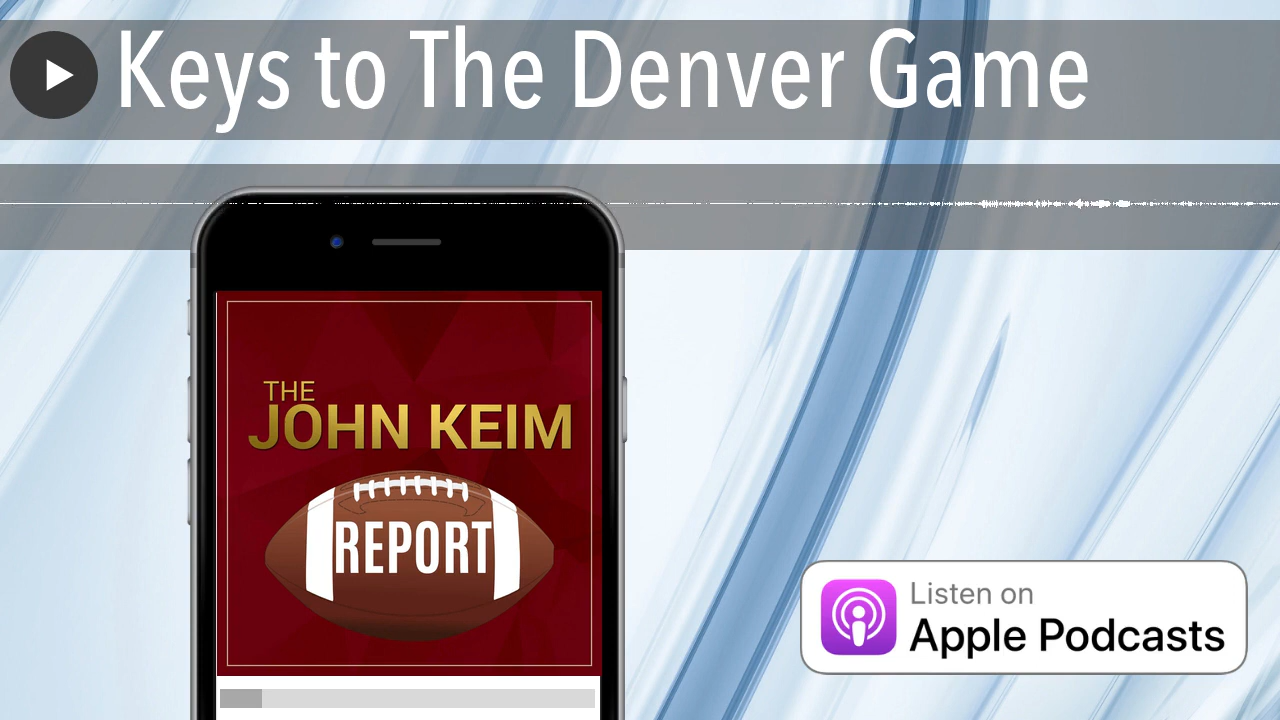 Keys to The Denver Game
THE
JOHN KEIM
REPORT
Listen on
Apple Podcasts